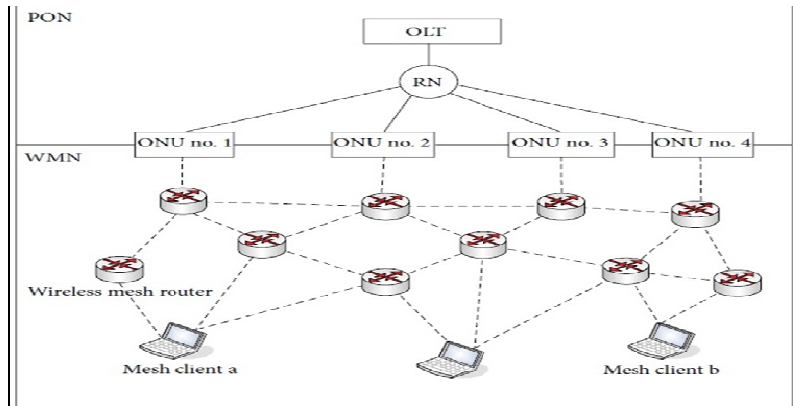 PON
OLT
RN
ONU no. 1
ONU no. 2
ONU no. 3
ONU no. 4
WMN
Wireless mesh router
Mesh client a
Mesh client b